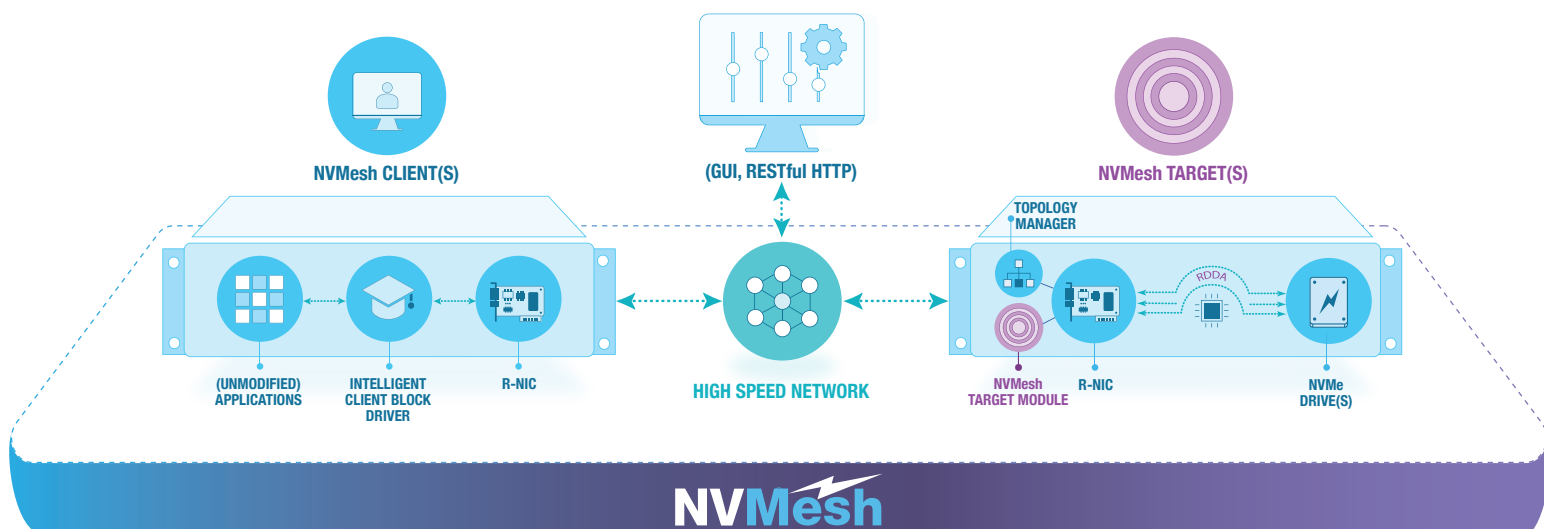 NVMesh CLIENT(S)
(GUI, RESTful HTTP)
NVMesh TARGET(S)
TOPOLOGY
MANAGER
RDDA
(UNMODIFIED)
APPLICATIONS
INTELLIGENT
CLIENT BLOCK
DRIVER
R-NIC
HIGH SPEED NETWORK
NVMesh
TARGET MODULE
R-NIC
NVMe
DRIVE(S)
NVMesh